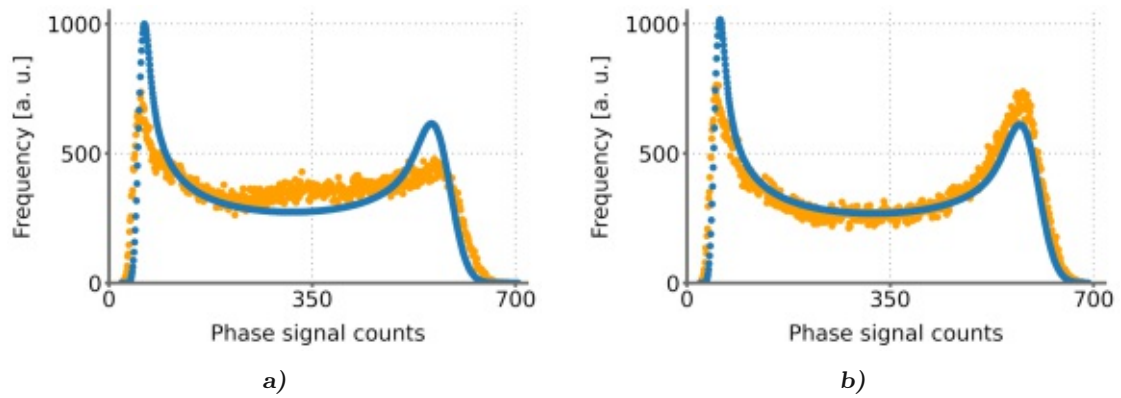 1000
500
0
Frequency [a. u.]
0 350 700
Phase signal counts
a)
1000
500
0
Frequency [a. u.]
0 350 700
Phase signal counts
b)